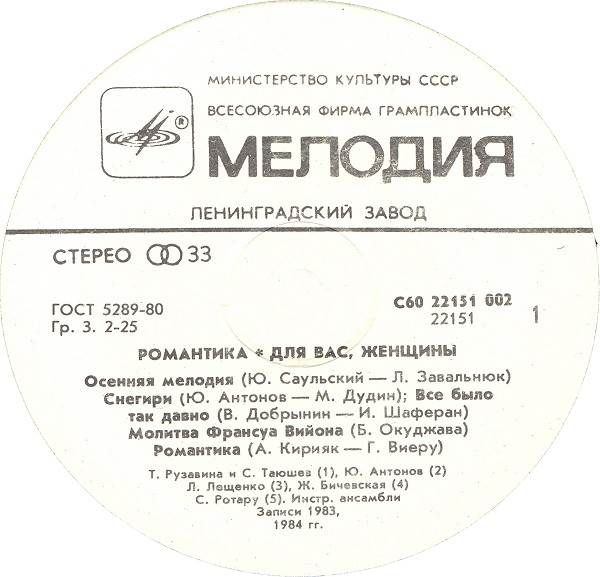 МИНИСТЕРСТВО КУЛЬТУРЫ СССР
ВСЕСОЮЗНАЯ ФИРМА ГРАМПЛАСТИНОК
®
МЕЛОДИЯ
ЛЕНИНГРАДСКИЙ ЗАВОД
СТЕРЕО 33
ГОСТ 5289-80
Гр. 3. 2-25
С60 22151 002
22151
1
РОМАНТИКА * ДЛЯ ВАС, ЖЕНЩИНЫ
Осенняя мелодия (Ю. Саульский — Л. Завальнюк)
Снегири (Ю. Антонов — М. Дудин); Все было
так давно (В. Добрынин — И. Шаферан)
Молитва Франсуа Вийона (Б. Окуджава)
Романтика (А. Кирияк — Г. Виеру)
Т. Рузавина и С. Таюшев (1), Ю. Антонов (2)
Л. Лещенко (3), Ж. Бичевская (4)
С. Ротару (5). Инстр. ансамбли
Записи 1983,
1984 гг.